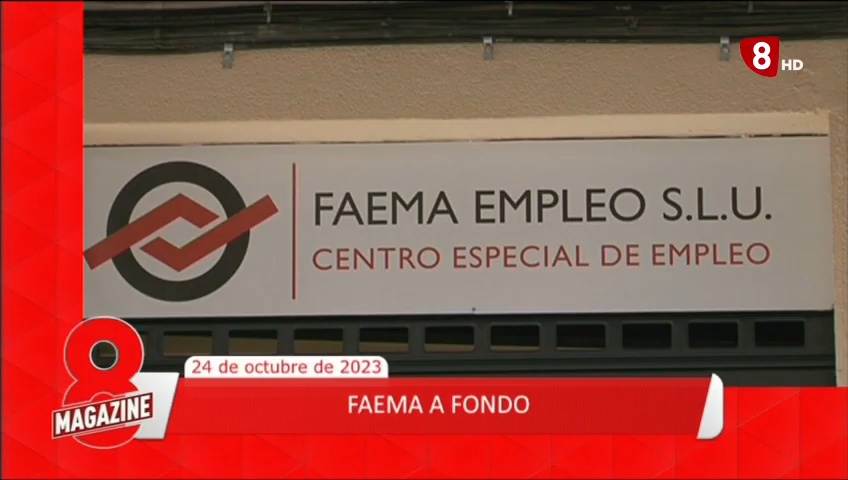 8 HD
FAEMA EMPLEO S.L.U.
CENTRO ESPECIAL DE EMPLEO
24 de octubre de 2023
8
MAGAZINE
FAEMA A FONDO